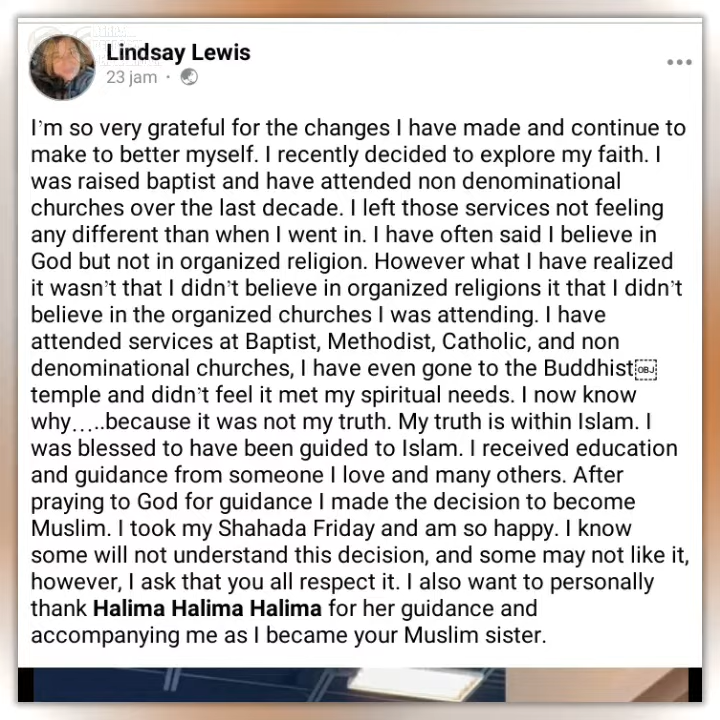 Lindsay Lewis
23 jam ·
I'm so very grateful for the changes I have made and continue to
make to better myself. I recently decided to explore my faith. I
was raised baptist and have attended non denominational
churches over the last decade. I left those services not feeling
any different than when I went in. I have often said I believe in
God but not in organized religion. However what I have realized
it wasn't that I didn't believe in organized religions it that I didn't
believe in the organized churches I was attending. I have
attended services at Baptist, Methodist, Catholic, and non
denominational churches, I have even gone to the Buddhist￼
temple and didn't feel it met my spiritual needs. I now know
why…..because it was not my truth. My truth is within Islam. I
was blessed to have been guided to Islam. I received education
and guidance from someone I love and many others. After
praying to God for guidance I made the decision to become
Muslim. I took my Shahada Friday and am so happy. I know
some will not understand this decision, and some may not like it,
however, I ask that you all respect it. I also want to personally
thank Halima Halima Halima for her guidance and
accompanying me as I became your Muslim sister.